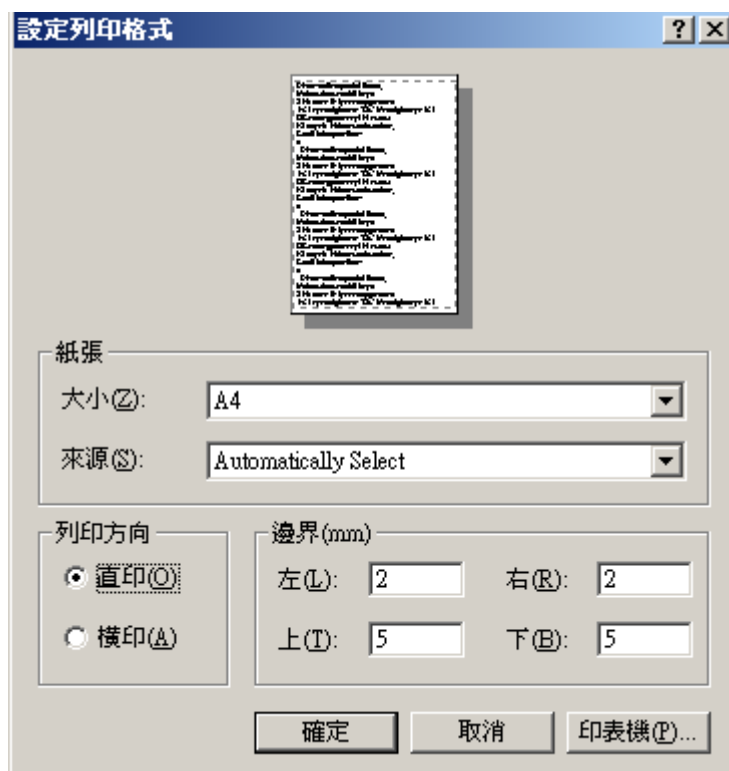 設定列印格式
紙張
大小(Z): A4
來源(S): Automatically Select
列印方向
直印(O)
橫印(A)
邊界(mm)
左(L): 2 右(R): 2
上(T): 5 下(B): 5
確定 取消 印表機(P)...